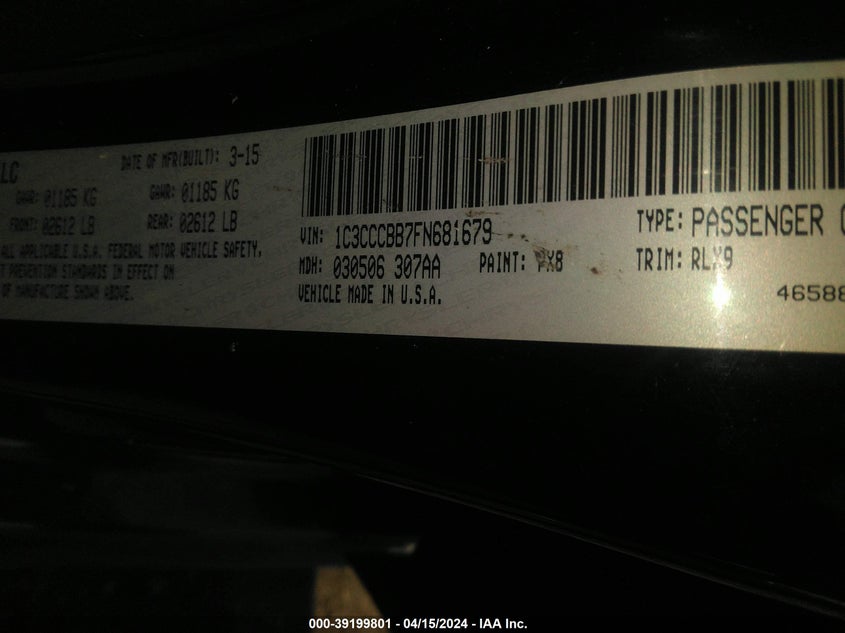 LC DATE OF MFR(BUILT): 3-15
GAWR: 01185 KG GAWR: 01185 KG
FRONT: 02612 LB REAR: 02612 LB
ALL APPLICABLE U.S.A. FEDERAL MOTOR VEHICLE SAFETY,
T PREVENTION STANDARDS IN EFFECT ON
OF MANUFACTURE SHOWN ABOVE.
VIN: 1C3CCCBB7FN681679 TYPE: PASSENGER
MDH: 030506 307AA PAINT: PX8 TRIM: RLX9
VEHICLE MADE IN U.S.A. 46588
000-39199801 - 04/15/2024 - IAA Inc.